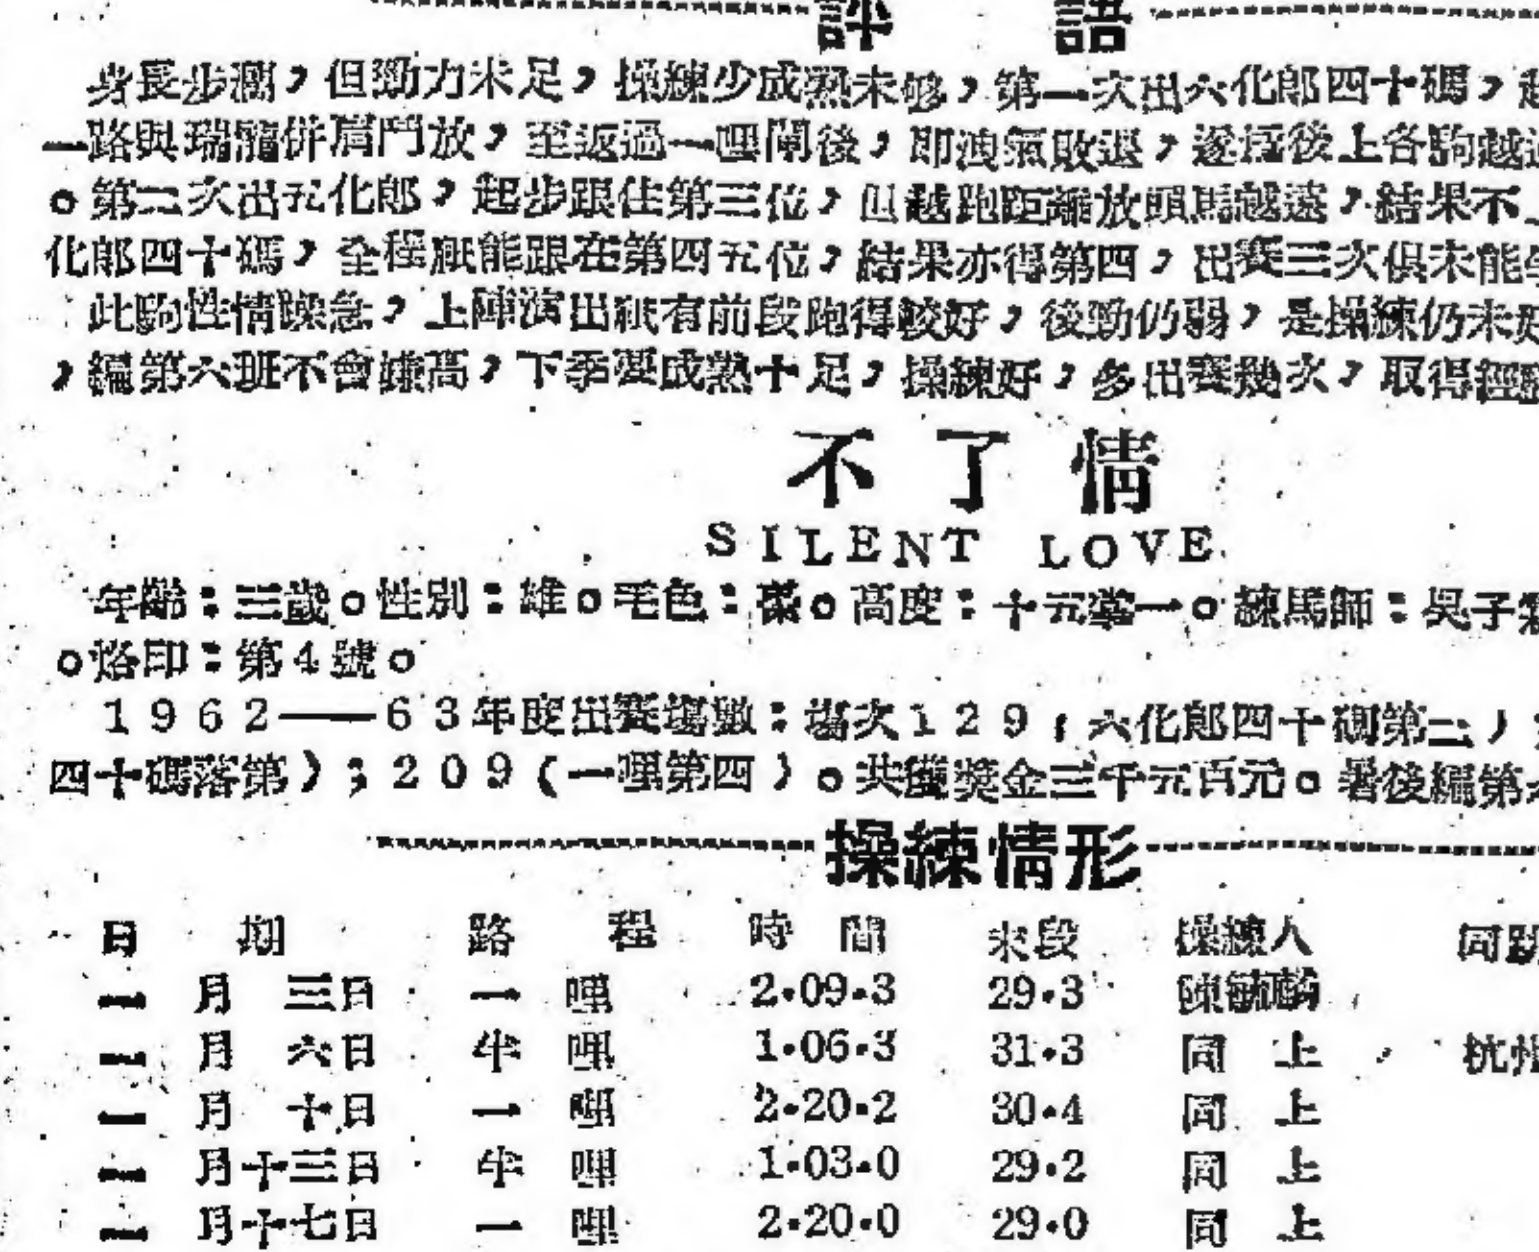 評語
身長步濶，但勁力未足，操練少成熟未够，第一次出六化郎四十碼，起
一路與瑞龍併肩鬥放，至返過一哩閘後，即洩氣敗退，遂後上各駒越
。第二次出五化郎，起步跟住第三位，但越跑距離放頭馬越遠，結果不
化郎四十碼，全程祇能跟在第四五位，結果亦得第四，出賽三次俱未能
此駒性情躁急，上陣演出祇有前段跑得較好，後勁仍弱，是操練仍未
，編第六班不會嫌高，下季要成熟十足，操練好，多出賽幾次，取得經驗
不了情
SILENT LOVE
年齡：三歲。性別：雄。毛色：棗。高度：十五掌一。練馬師：吳子
。烙印：第4號。
1962——63年度出賽塲數：塲次129（六化郎四十碼第二）
四十碼落第）；209（一哩第四）。共獲獎金三千五百元。暑後編第
操練情形
日期 路程 時間 末段 操練人 同跑
一月三日 一哩 2·09·3 29·3 陳毓麟
一月六日 半哩 1·06·3 31·3 同上 杭州
一月十日 一哩 2·20·2 30·4 同上
一月十三日 半哩 1·03·0 29·2 同上
一月十七日 一哩 2·20·0 29·0 同上